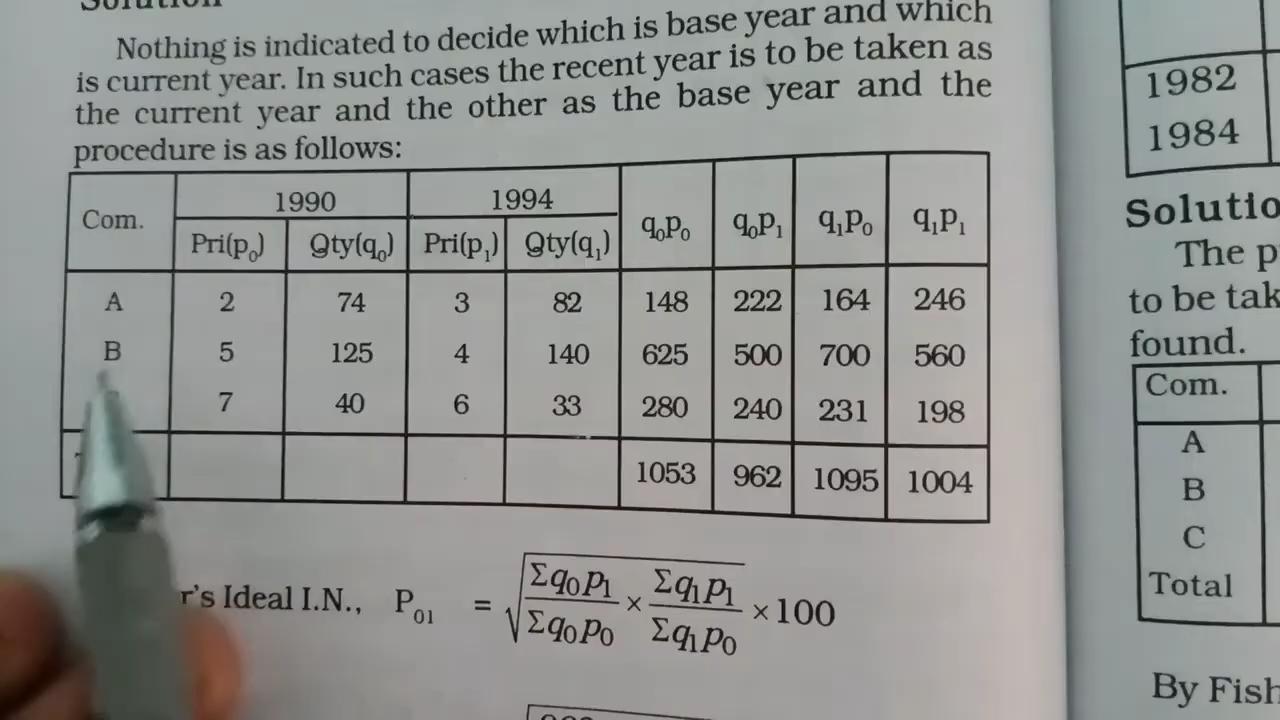 Solution
Nothing is indicated to decide which is base year and which
is current year. In such cases the recent year is to be taken as
the current year and the other as the base year and the
procedure is as follows:
Com. 1990 1994 q₀p₀ q₀p₁ q₁p₀ q₁p₁
Pri(p₀) Qty(q₀) Pri(p₁) Qty(q₁)
A 2 74 3 82 148 222 164 246
B 5 125 4 140 625 500 700 560
7 40 6 33 280 240 231 198
1053 962 1095 1004
r's Ideal I.N., P₀₁ = √(Σq₀p₁/Σq₀p₀ × Σq₁p₁/Σq₁p₀) × 100
1982
1984
Solutio
The p
to be tak
found.
Com.
A
B
C
Total
By Fish